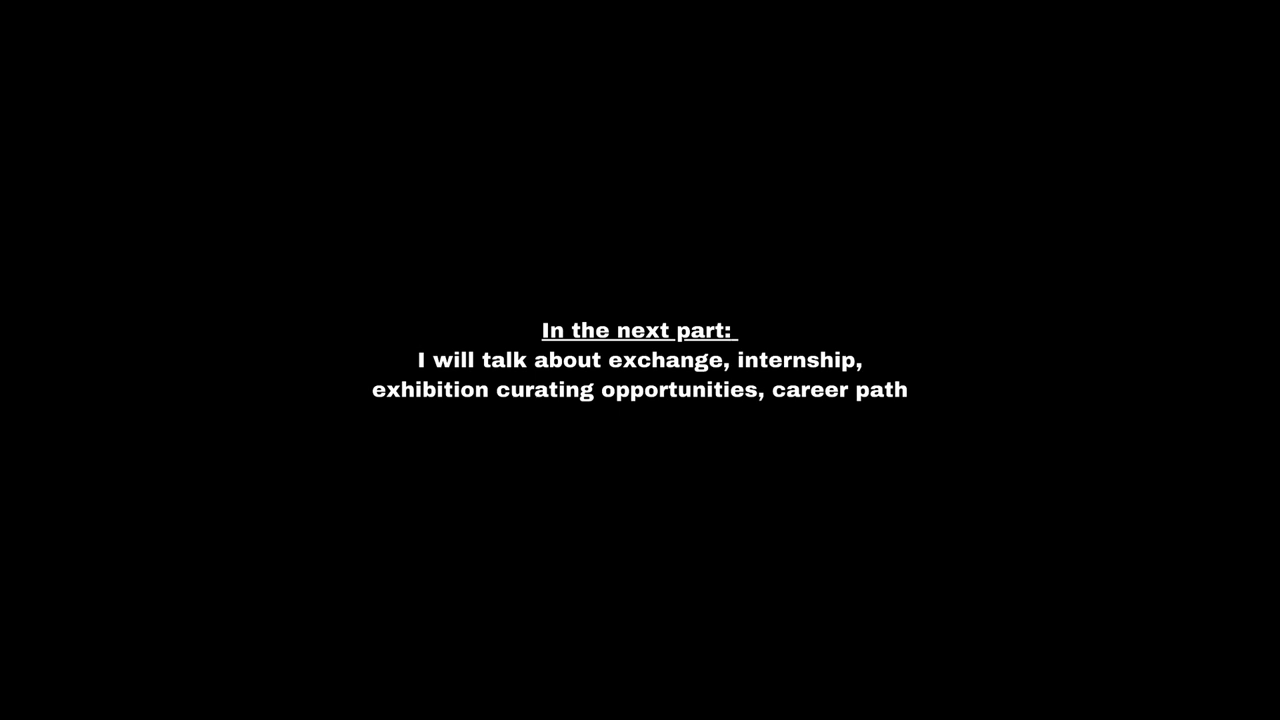 In the next part:
I will talk about exchange, internship,
exhibition curating opportunities, career path